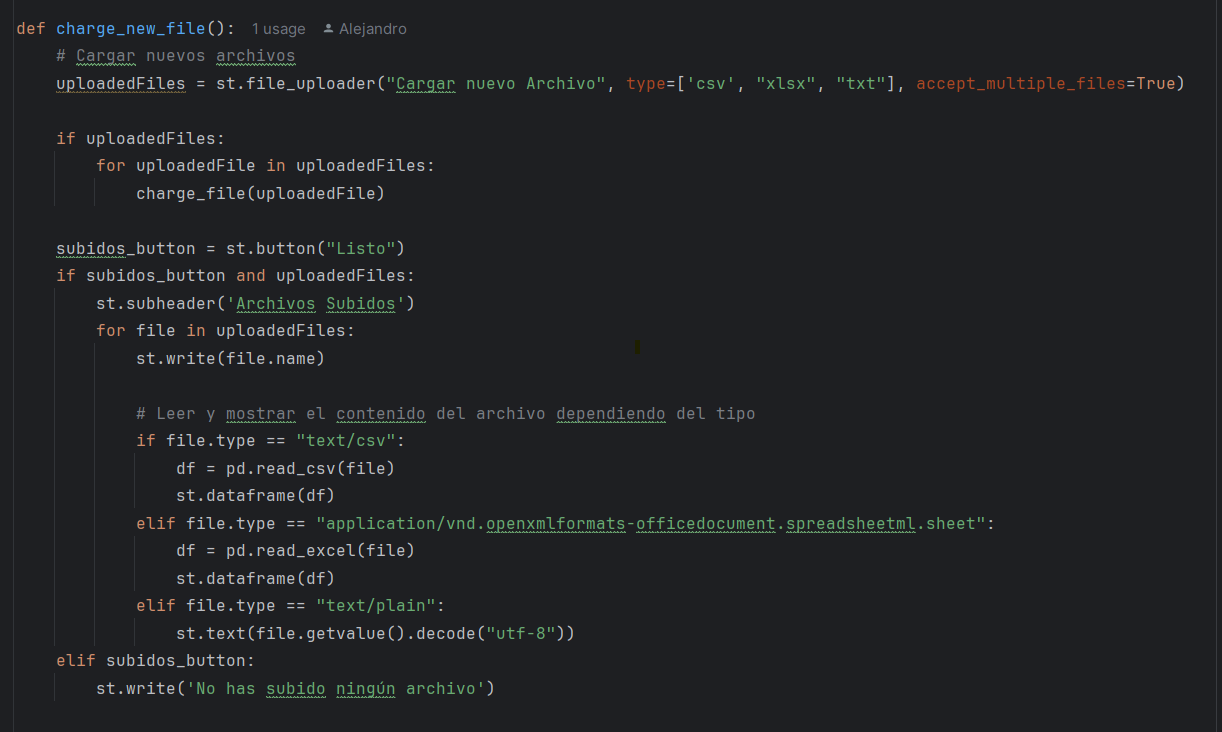 def charge_new_file(): 1 usage Alejandro
    # Cargar nuevos archivos
    uploadedFiles = st.file_uploader("Cargar nuevo Archivo", type=['csv', "xlsx", "txt"], accept_multiple_files=True)

    if uploadedFiles:
        for uploadedFile in uploadedFiles:
            charge_file(uploadedFile)

    subidos_button = st.button("Listo")
    if subidos_button and uploadedFiles:
        st.subheader('Archivos Subidos')
        for file in uploadedFiles:
            st.write(file.name)

            # Leer y mostrar el contenido del archivo dependiendo del tipo
            if file.type == "text/csv":
                df = pd.read_csv(file)
                st.dataframe(df)
            elif file.type == "application/vnd.openxmlformats-officedocument.spreadsheetml.sheet":
                df = pd.read_excel(file)
                st.dataframe(df)
            elif file.type == "text/plain":
                st.text(file.getvalue().decode("utf-8"))
    elif subidos_button:
        st.write('No has subido ningún archivo')